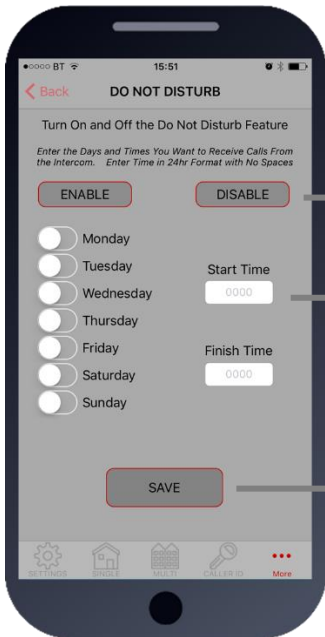 BT 15:51
Back DO NOT DISTURB
Turn On and Off the Do Not Disturb Feature
Enter the Days and Times You Want to Receive Calls From
the Intercom. Enter Time in 24hr Format with No Spaces
ENABLE DISABLE
Monday
Tuesday
Start Time
Wednesday
0000
Thursday
Friday
Finish Time
Saturday
0000
Sunday
SAVE
SETTINGS SINGLE MULTI CALLER ID More